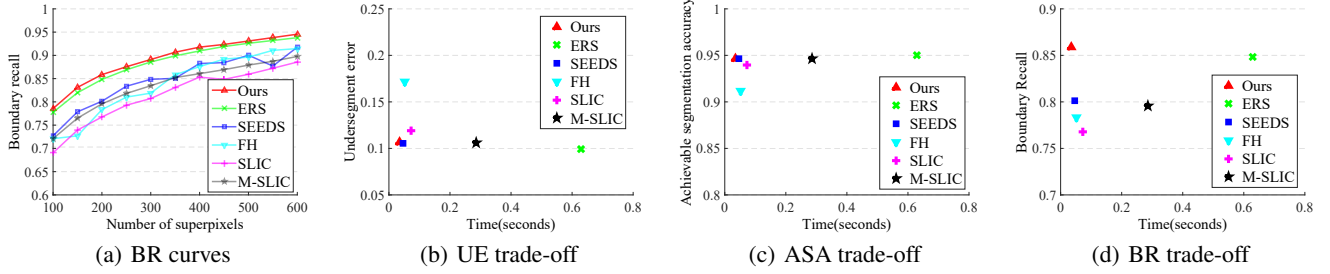 1
0.95
0.9
0.85
0.8
0.75
0.7
0.65
0.6
100 200 300 400 500 600
Boundary recall
Number of superpixels
Ours
ERS
SEEDS
FH
SLIC
M-SLIC
(a) BR curves
0.25
0.2
0.15
0.1
0.05
0 0.2 0.4 0.6 0.8
Undersegment error
Time(seconds)
Ours
ERS
SEEDS
FH
SLIC
M-SLIC
(b) UE trade-off
1
0.95
0.9
0.85
0.8
0 0.2 0.4 0.6 0.8
Achievable segmentation accuracy
Time(seconds)
Ours
ERS
SEEDS
FH
SLIC
M-SLIC
(c) ASA trade-off
0.9
0.8
0.7
0 0.2 0.4 0.6 0.8
Boundary Recall
Time(seconds)
Ours
ERS
SEEDS
FH
SLIC
M-SLIC
(d) BR trade-off